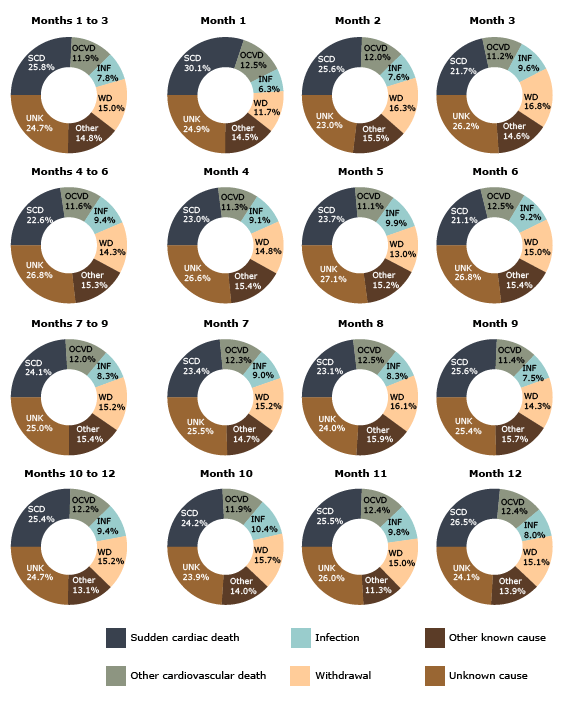 Months 1 to 3
SCD
25.8%
OCVD
11.9%
INF
7.8%
WD
15.0%
Other
14.8%
UNK
24.7%
Month 1
SCD
30.1%
OCVD
12.5%
INF
6.3%
WD
11.7%
Other
14.5%
UNK
24.9%
Month 2
SCD
25.6%
OCVD
12.0%
INF
7.6%
WD
16.3%
Other
15.5%
UNK
23.0%
Month 3
SCD
21.7%
OCVD
11.2%
INF
9.6%
WD
16.8%
Other
14.6%
UNK
26.2%
Months 4 to 6
SCD
22.6%
OCVD
11.6%
INF
9.4%
WD
14.3%
Other
15.3%
UNK
26.8%
Month 4
SCD
23.0%
OCVD
11.3%
INF
9.1%
WD
14.8%
Other
15.4%
UNK
26.6%
Month 5
SCD
23.7%
OCVD
11.1%
INF
9.9%
WD
13.0%
Other
15.2%
UNK
27.1%
Month 6
SCD
21.1%
OCVD
12.5%
INF
9.2%
WD
15.0%
Other
15.4%
UNK
26.8%
Months 7 to 9
SCD
24.1%
OCVD
12.0%
INF
8.3%
WD
15.2%
Other
15.4%
UNK
25.0%
Month 7
SCD
23.4%
OCVD
12.3%
INF
9.0%
WD
15.2%
Other
14.7%
UNK
25.5%
Month 8
SCD
23.1%
OCVD
12.5%
INF
8.3%
WD
16.1%
Other
15.9%
UNK
24.0%
Month 9
SCD
25.6%
OCVD
11.4%
INF
7.5%
WD
14.3%
Other
15.7%
UNK
25.4%
Months 10 to 12
SCD
25.4%
OCVD
12.2%
INF
9.4%
WD
15.2%
Other
13.1%
UNK
24.7%
Month 10
SCD
24.2%
OCVD
11.9%
INF
10.4%
WD
15.7%
Other
14.0%
UNK
23.9%
Month 11
SCD
25.5%
OCVD
12.4%
INF
9.8%
WD
15.0%
Other
11.3%
UNK
26.0%
Month 12
SCD
26.5%
OCVD
12.4%
INF
8.0%
WD
15.1%
Other
13.9%
UNK
24.1%
Sudden cardiac death
Infection
Other known cause
Other cardiovascular death
Withdrawal
Unknown cause